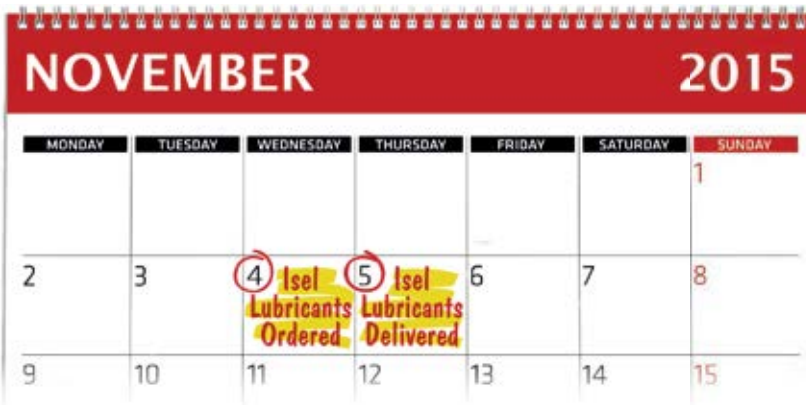 NOVEMBER 2015
MONDAY TUESDAY WEDNESDAY THURSDAY FRIDAY SATURDAY SUNDAY
1
2 3 4 Isel 5 Isel 6 7 8
Lubricants Lubricants
Ordered Delivered
9 10 11 12 13 14 15